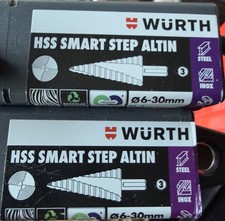 WÜRTH
HSS SMART STEP ALTIN
STEEL
3
INOX
Ø6-30mm
WÜRTH
HSS SMART STEP ALTIN
STEEL
3
INOX
Ø6-30mm